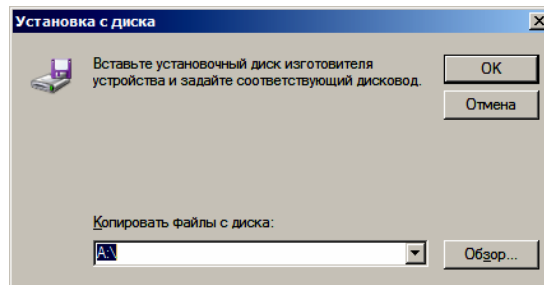 Установка с диска
Вставьте установочный диск изготовителя
устройства и задайте соответствующий дисковод.
OK
Отмена
Копировать файлы с диска:
A:\
Обзор...